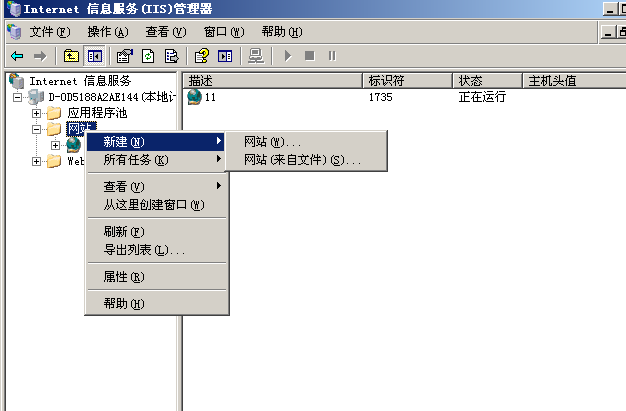 Internet 信息服务(IIS)管理器
文件(F) 操作(A) 查看(V) 窗口(W) 帮助(H)
Internet 信息服务
D-0D5188A2AE144(本地计
应用程序池
网站
Web
描述 标识符 状态 主机头值
11 1735 正在运行
新建(N)
所有任务(K)
查看(V)
从这里创建窗口(W)
刷新(F)
导出列表(L)...
属性(R)
帮助(H)
网站(W)...
网站(来自文件)(S)...